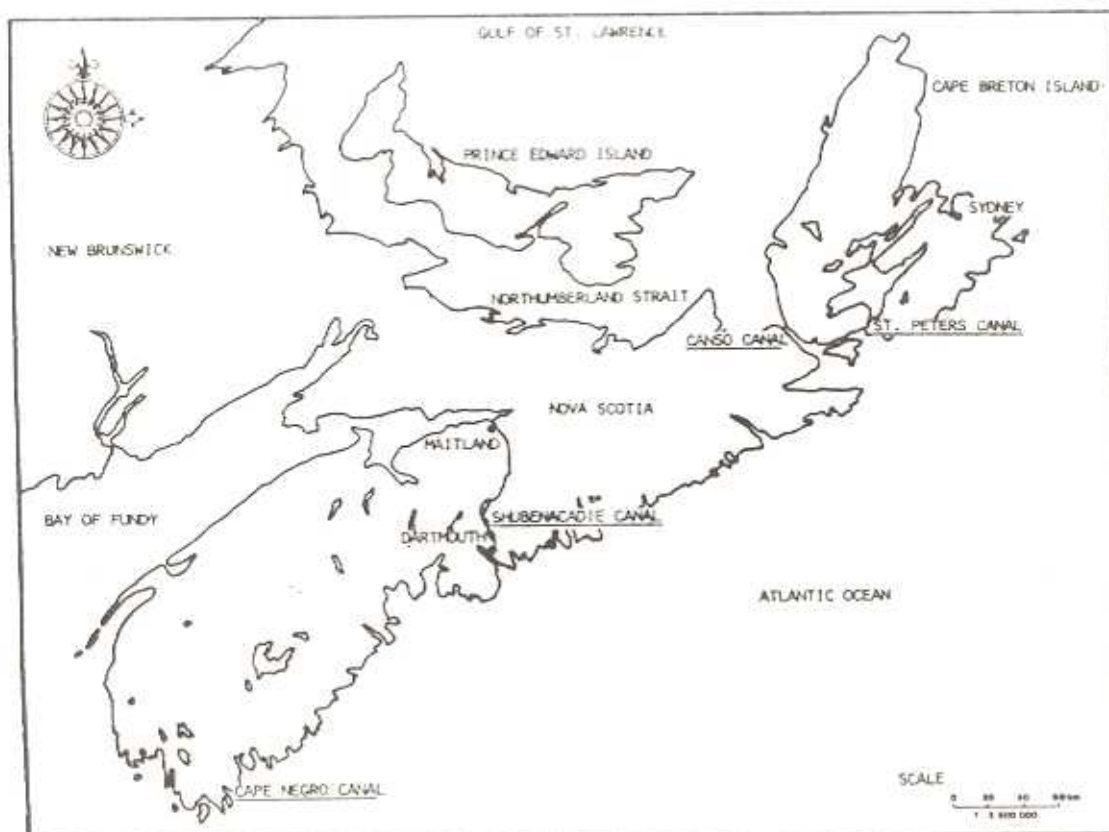 GULF OF ST. LAWRENCE
CAPE BRETON ISLAND
PRINCE EDWARD ISLAND
SYDNEY
NEW BRUNSWICK
NORTHUMBERLAND STRAIT
ST. PETERS CANAL
CANSO CANAL
NOVA SCOTIA
MAITLAND
BAY OF FUNDY
SHUBENACADIE CANAL
DARTMOUTH
ATLANTIC OCEAN
CAPE NEGRO CANAL
SCALE
0